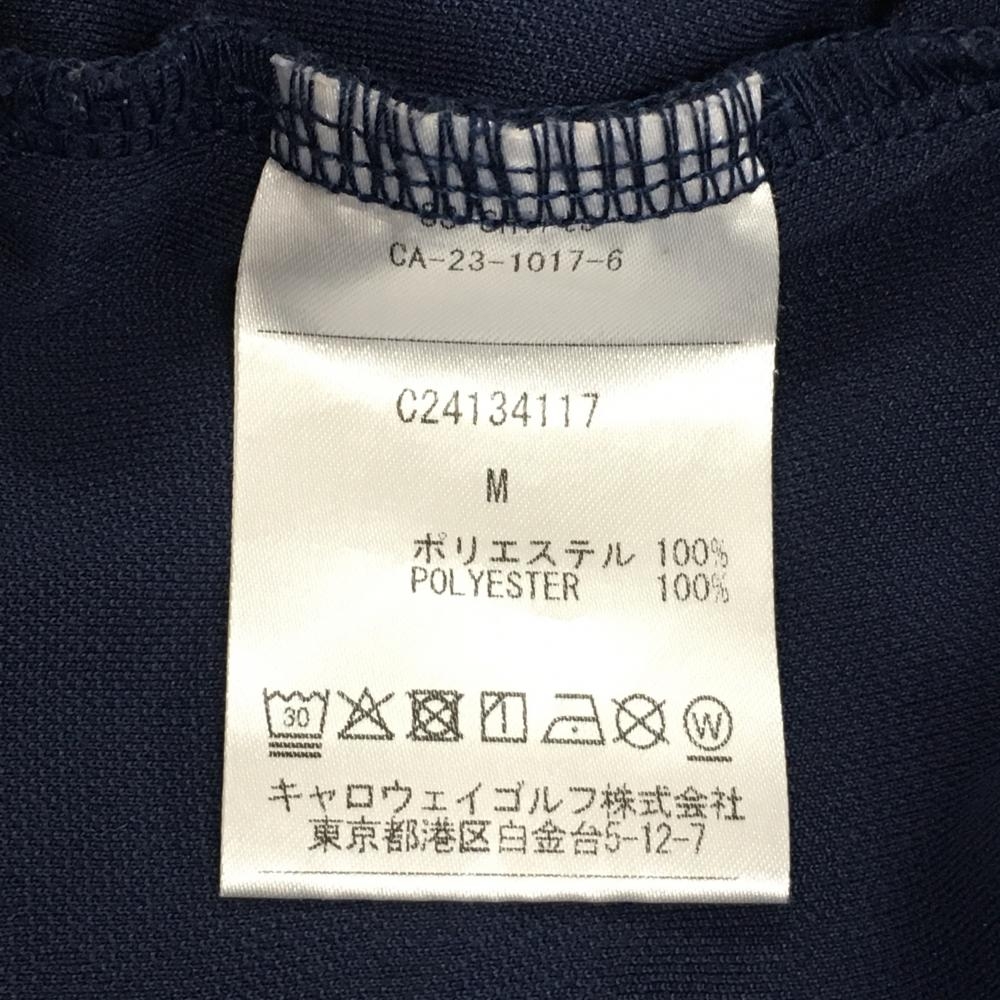 CA-23-1017-6
C24134117
M
ポリエステル 100%
POLYESTER 100%
30 W
キャロウェイゴルフ株式会社
東京都港区白金台5-12-7